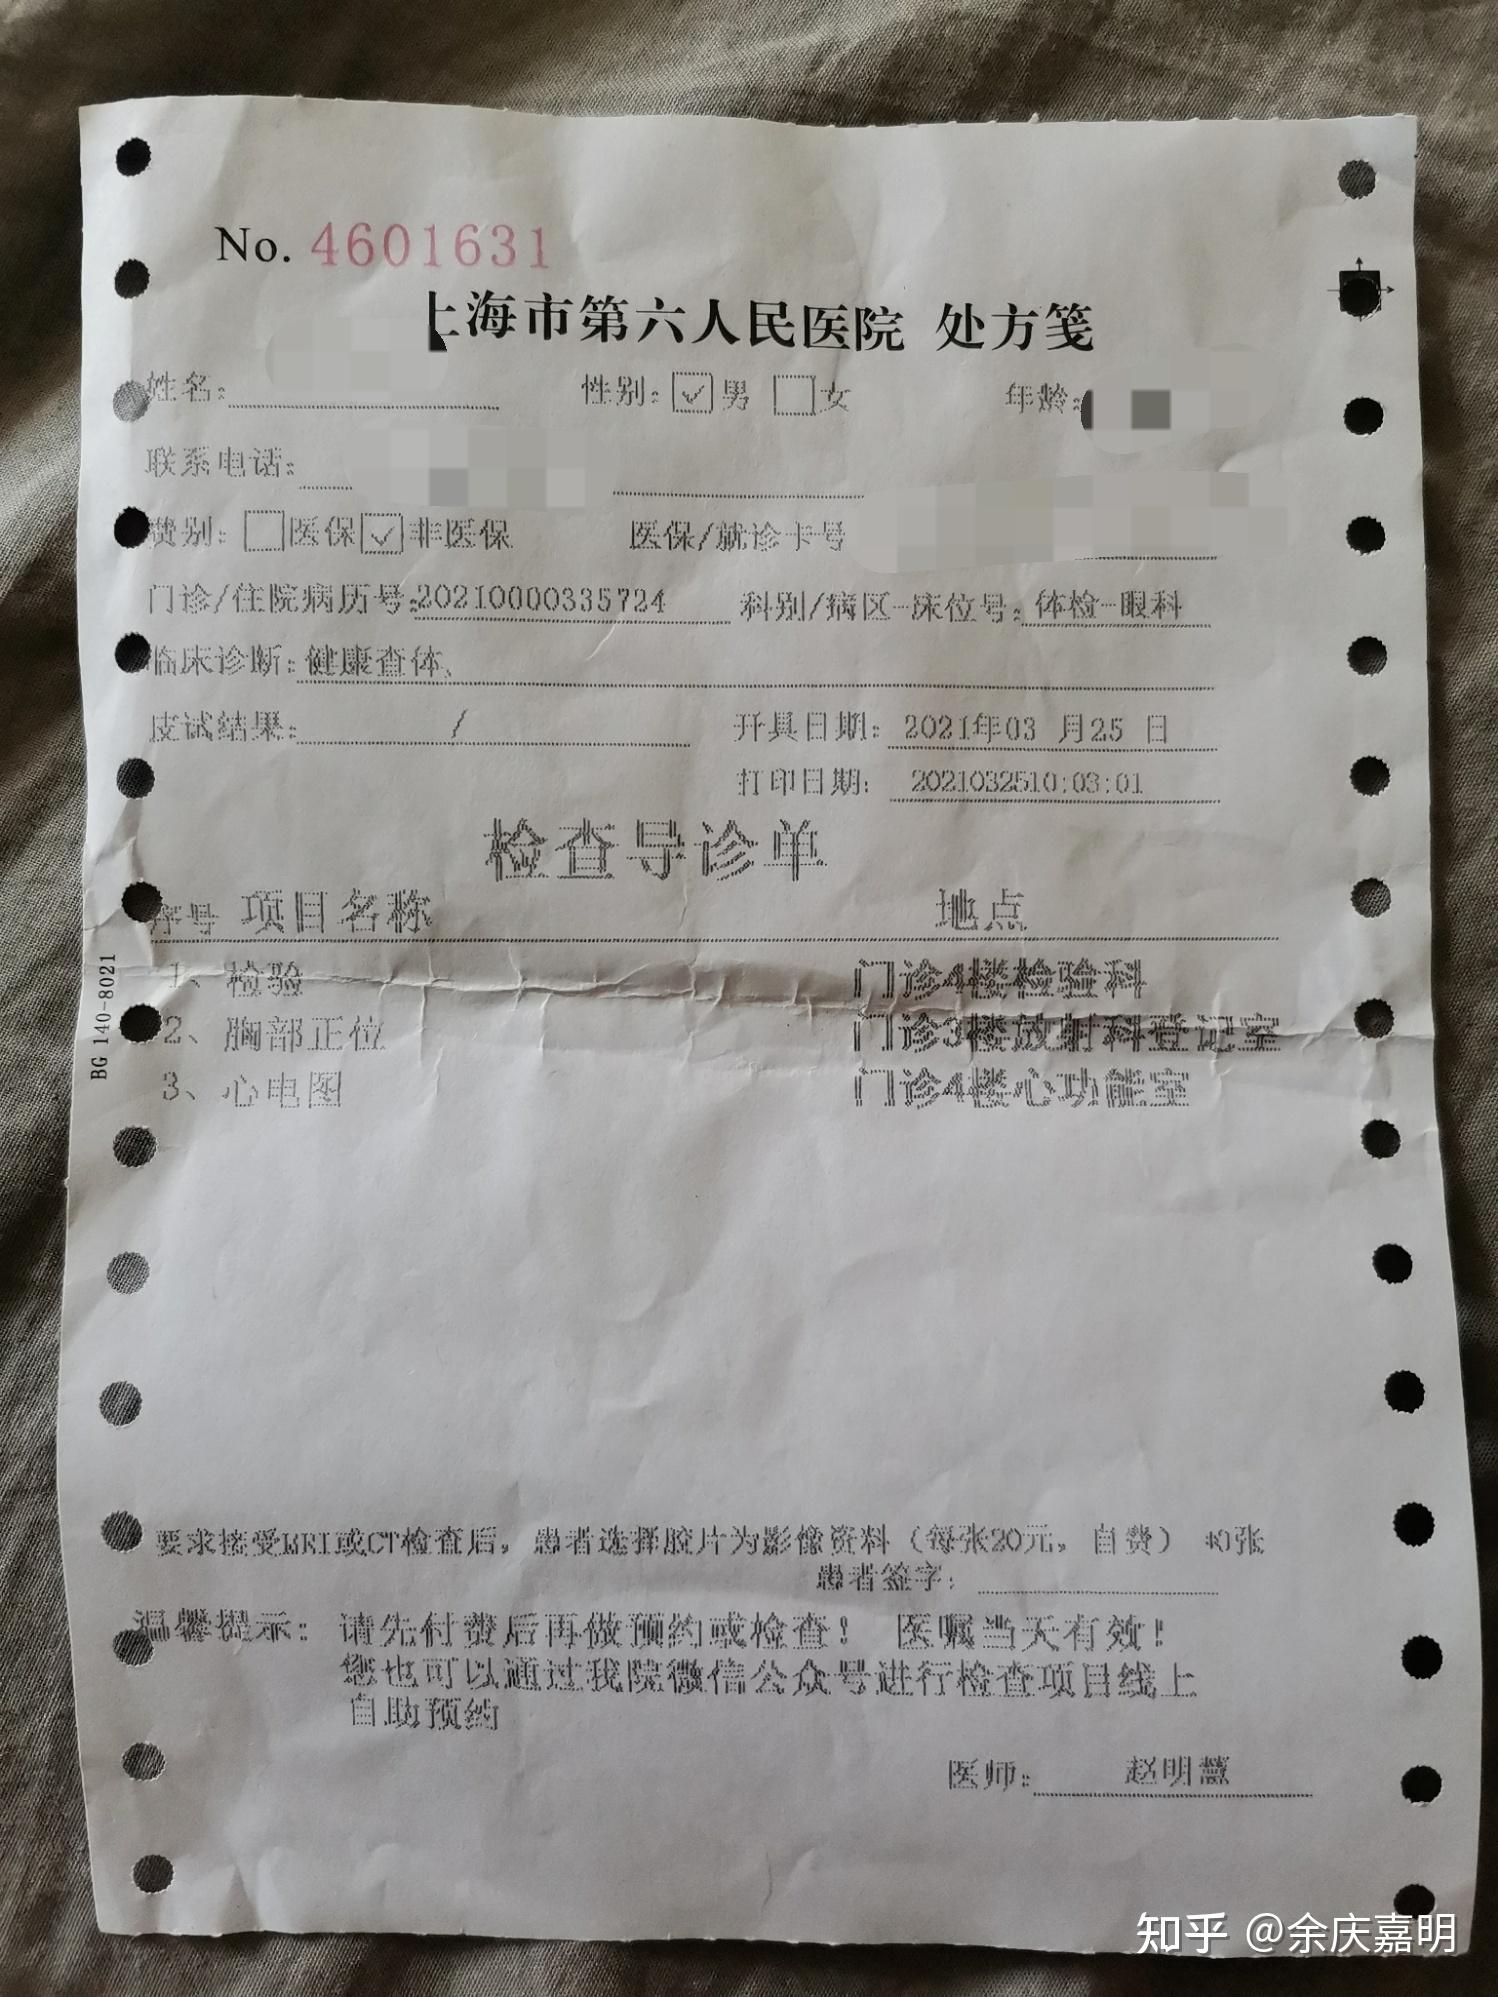 No. 4601631
上海市第六人民医院 处方笺
姓名: 性别: ☑男 □女 年龄:
联系电话:
费别: □医保 ☑非医保 医保/就诊卡号
门诊/住院病历号:20210000335724 科别/病区-床位号:体检-眼科
临床诊断:健康查体、
皮试结果: / 开具日期: 2021年03 月25 日
打印日期: 2021032510:03:01
检查导诊单
序号 项目名称 地点
1、 检验 门诊4楼检验科
2、 胸部正位 门诊3楼放射科登记室
3、 心电图 门诊4楼心功能室
BG 140-8021
要求接受MRI或CT检查后,患者选择胶片为影像资料(每张20元,自费) *0张
患者签字:
温馨提示: 请先付费后再做预约或检查! 医嘱当天有效!
您也可以通过我院微信公众号进行检查项目线上
自助预约
医师: 赵明慧
知乎 @余庆嘉明